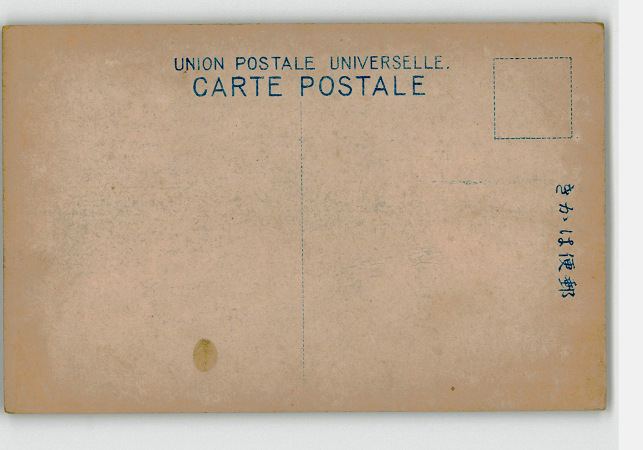 UNION POSTALE UNIVERSELLE.
CARTE POSTALE
きかは便郵